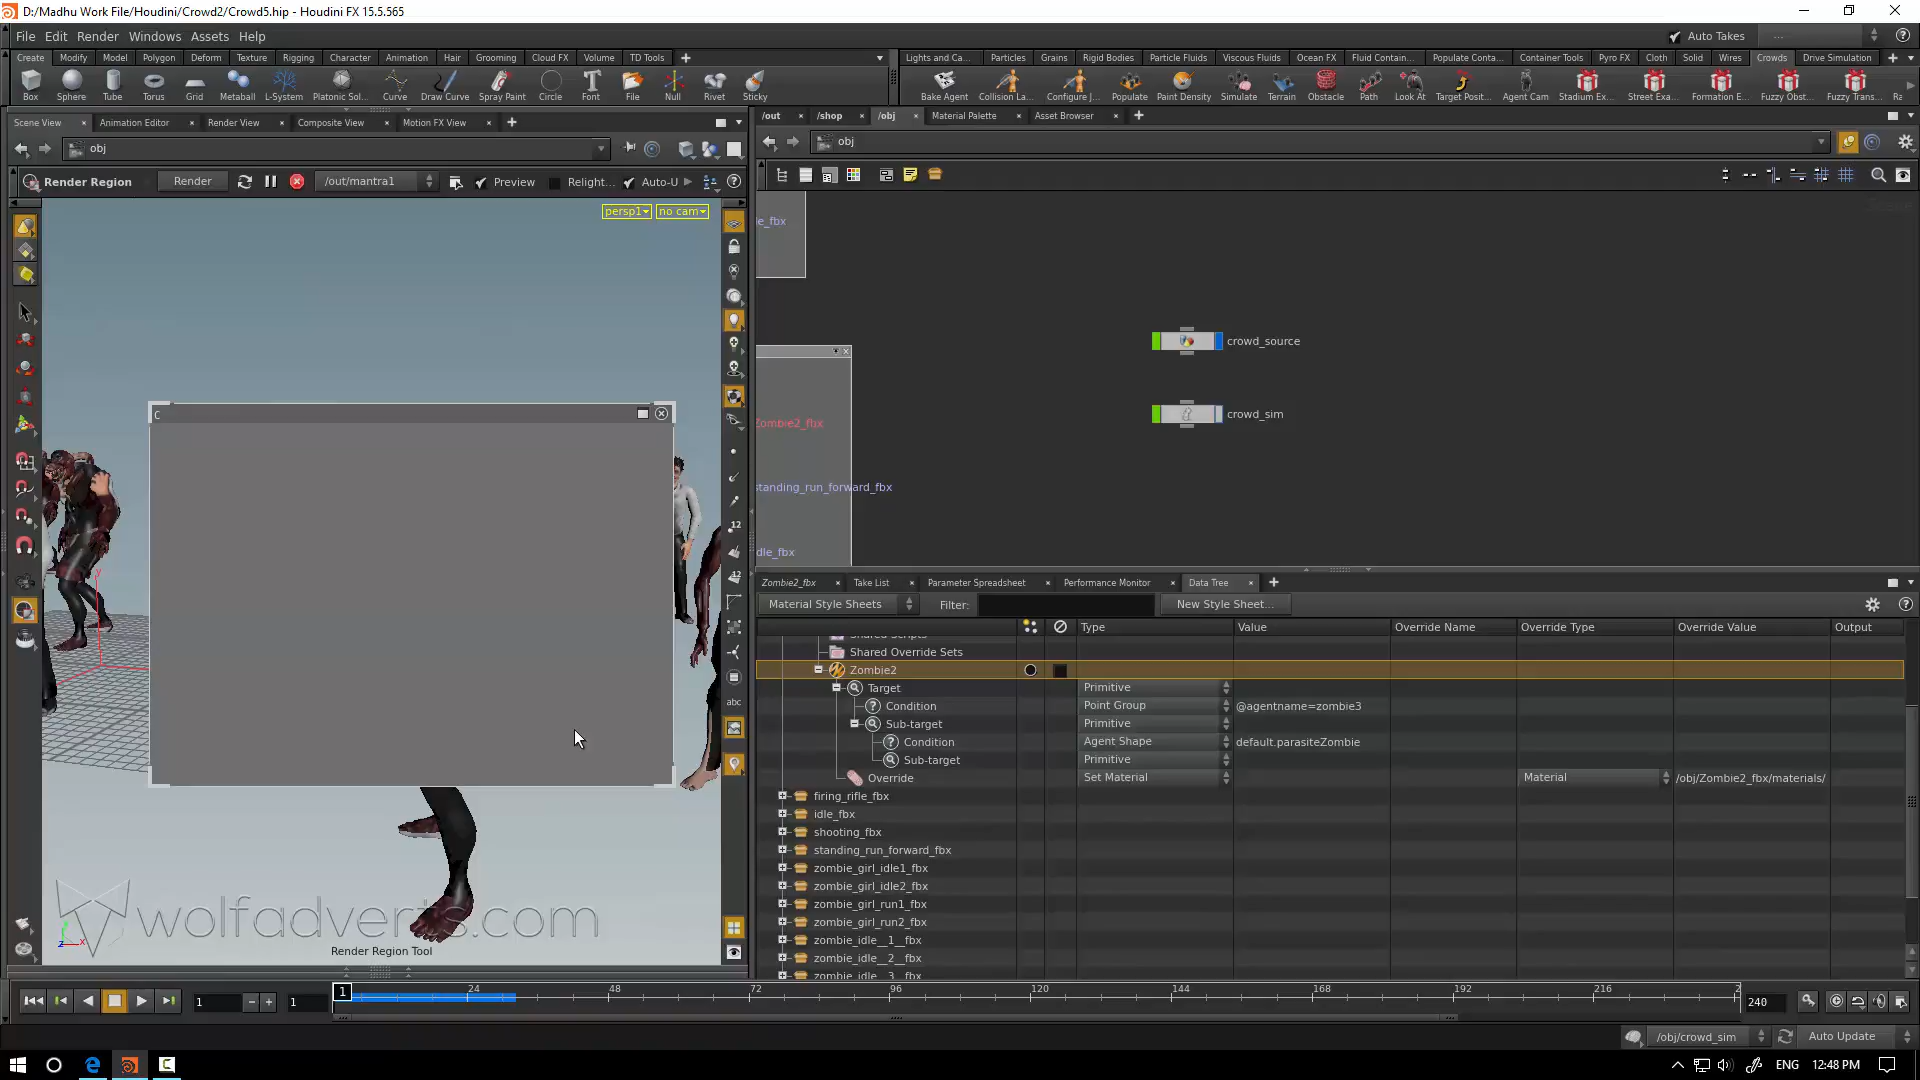 D:/Madhu Work File/Houdini/Crowd2/Crowd5.hip - Houdini FX 15.5.565
File Edit Render Windows Assets Help
Auto Takes ...
Create Modify Model Polygon Deform Texture Rigging Character Animation Hair Grooming Cloud FX Volume TD Tools
Lights and Ca... Particles Grains Rigid Bodies Particle Fluids Viscous Fluids Ocean FX Fluid Contain... Populate Conta... Container Tools Pyro FX Cloth Solid Wires Crowds Drive Simulation
Box Sphere Tube Torus Grid Metaball L-System Platonic Sol... Curve Draw Curve Spray Paint Circle Font File Null Rivet Sticky
Bake Agent Collision La... Configure J... Populate Paint Density Simulate Terrain Obstacle Path Look At Target Posit... Agent Cam Stadium Ex... Street Exa... Formation E... Fuzzy Obst... Fuzzy Trans... Ra
Scene View Animation Editor Render View Composite View Motion FX View
/out /shop /obj Material Palette Asset Browser
obj
obj
Render Region Render /out/mantra1 Preview Relight... Auto-U
persp1 no cam
le_fbx
crowd_source
crowd_sim
C
Zombie2_fbx
standing_run_forward_fbx
dle_fbx
12
12
abc
Zombie2_fbx Take List Parameter Spreadsheet Performance Monitor Data Tree
Material Style Sheets Filter: New Style Sheet...
Type Value Override Name Override Type Override Value Output
Shared Scripts
Shared Override Sets
Zombie2
Target Primitive
Condition Point Group @agentname=zombie3
Sub-target Primitive
Condition Agent Shape default.parasiteZombie
Sub-target Primitive
Override Set Material Material /obj/Zombie2_fbx/materials/
firing_rifle_fbx
idle_fbx
shooting_fbx
standing_run_forward_fbx
zombie_girl_idle1_fbx
zombie_girl_idle2_fbx
zombie_girl_run1_fbx
zombie_girl_run2_fbx
zombie_idle__1__fbx
zombie_idle__2__fbx
zombie_idle__3__fbx
y
x
z x
wolfadverts.com
Render Region Tool
1 1 1 24 48 72 96 120 144 168 192 216 2 240
/obj/crowd_sim Auto Update
ENG 12:48 PM